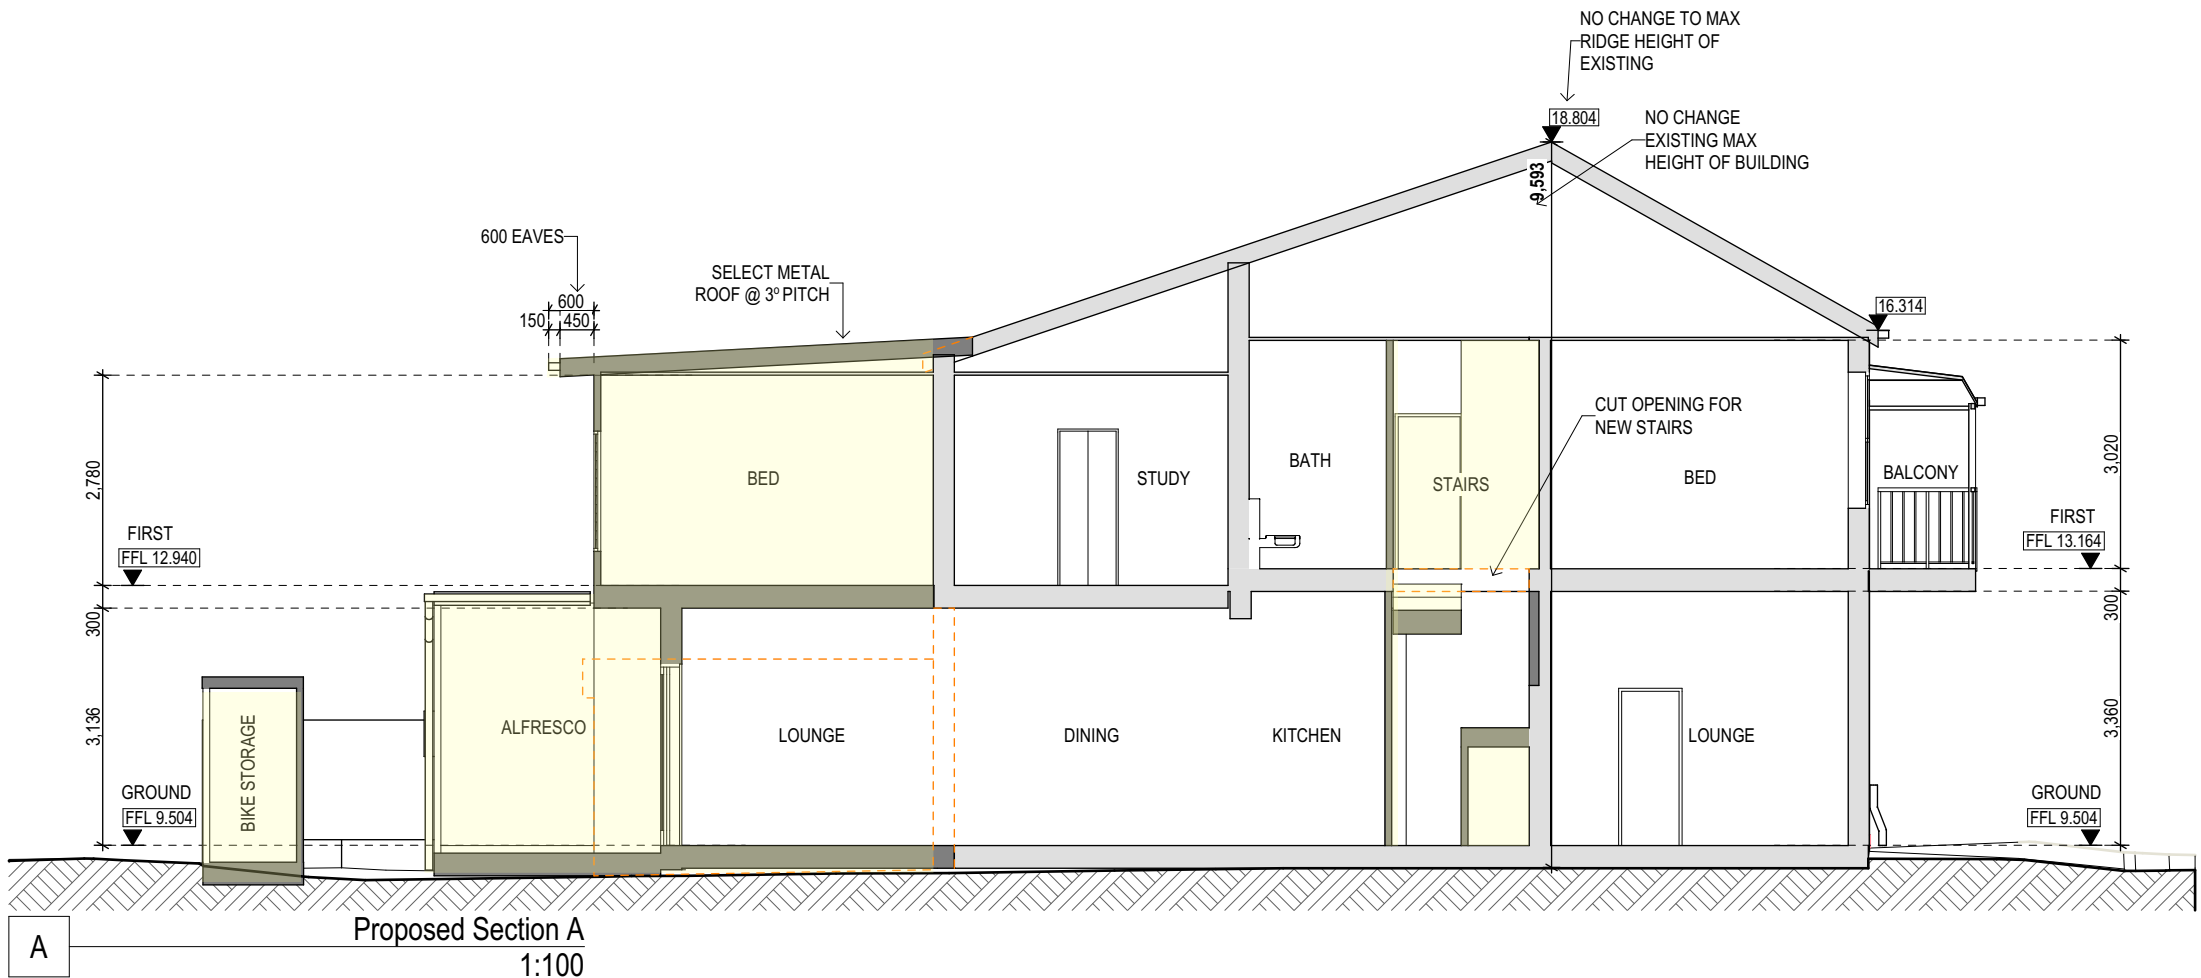 NO CHANGE TO MAX
RIDGE HEIGHT OF
EXISTING
18.804
NO CHANGE
EXISTING MAX
HEIGHT OF BUILDING
9,593
600 EAVES
SELECT METAL
ROOF @ 3º PITCH
600
150
450
16.314
CUT OPENING FOR
NEW STAIRS
2,780
BED
STUDY
BATH
STAIRS
BED
BALCONY
3,020
FIRST
FFL 12.940
FIRST
FFL 13.164
300
300
3,136
BIKE STORAGE
ALFRESCO
LOUNGE
DINING
KITCHEN
LOUNGE
3,360
GROUND
FFL 9.504
GROUND
FFL 9.504
A
Proposed Section A
1:100